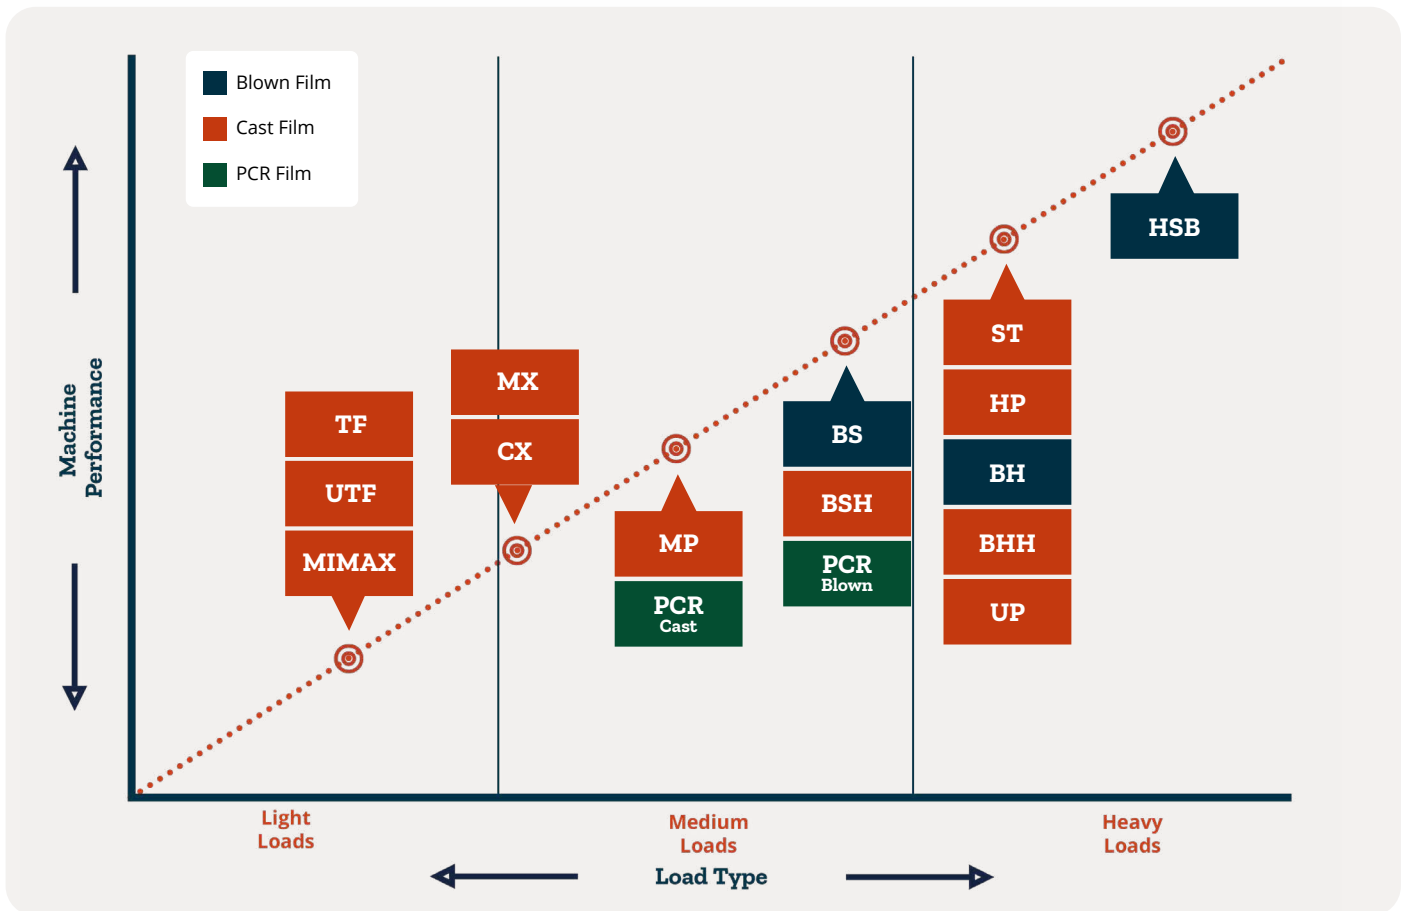 Blown Film
Cast Film
PCR Film
Machine
Performance
TF
UTF
MIMAX
MX
CX
MP
PCR
Cast
BS
BSH
PCR
Blown
ST
HP
BH
BHH
UP
HSB
Light
Loads
Medium
Loads
Heavy
Loads
Load Type